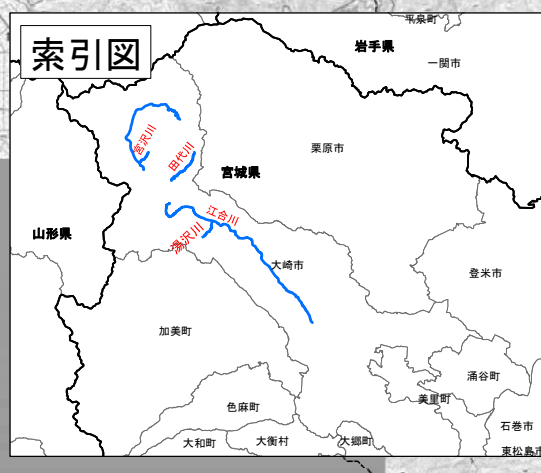 索引図
平泉町
岩手県
一関市
宮沢川
田代川
栗原市
宮城県
江合川
山形県
湯沢川
大崎市
登米市
加美町
涌谷町
美里町
色麻町
石巻市
大和町
大衡村
大郷町
東松島市